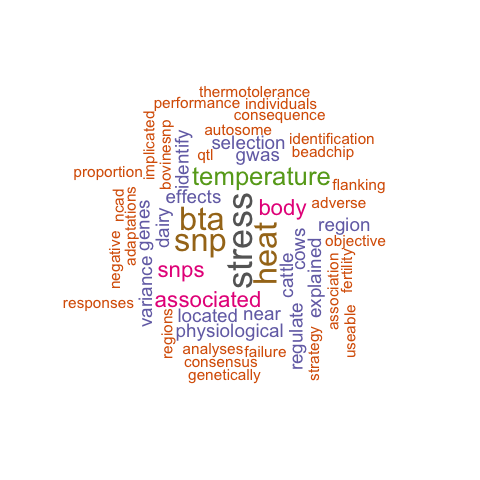 thermotolerance
performance individuals
consequence
autosome
implicated
bovinesnp
identify
selection
identification
qtl
gwas
beadchip
proportion
temperature
flanking
effects
adverse
ncad
adaptations
genes
dairy
bta
stress
body
region
snp
heat
cows
objective
negative
variance
snps
cattle
explained
association
fertility
responses
associated
located near
regions
physiological
regulate
strategy
useable
analyses failure
consensus
genetically